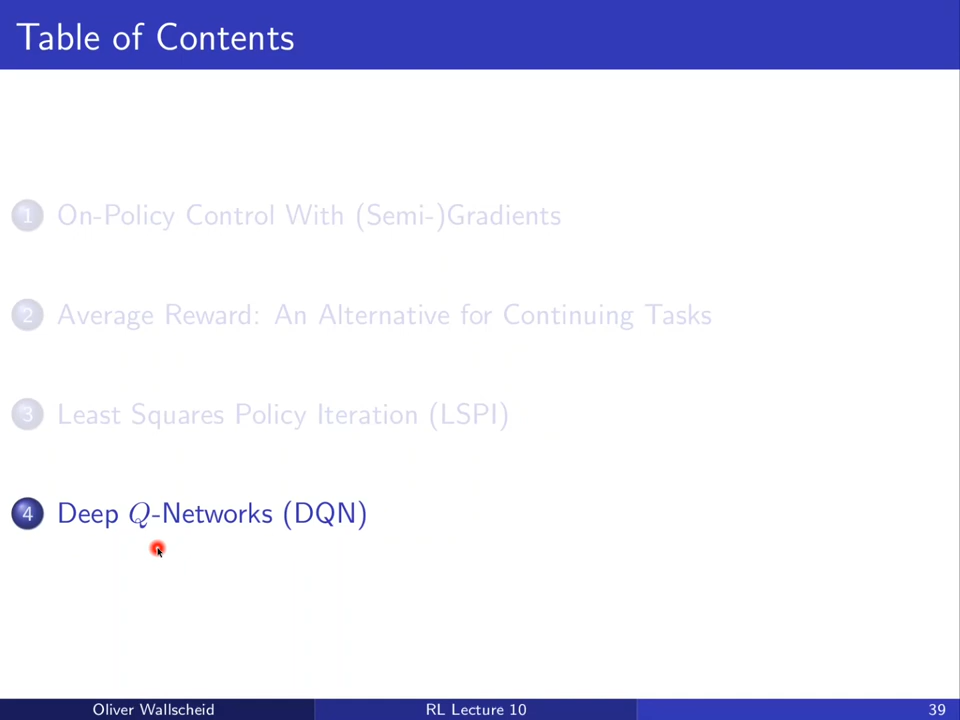 Table of Contents
1 On-Policy Control With (Semi-)Gradients
2 Average Reward: An Alternative for Continuing Tasks
3 Least Squares Policy Iteration (LSPI)
4 Deep Q-Networks (DQN)
Oliver Wallscheid RL Lecture 10 39